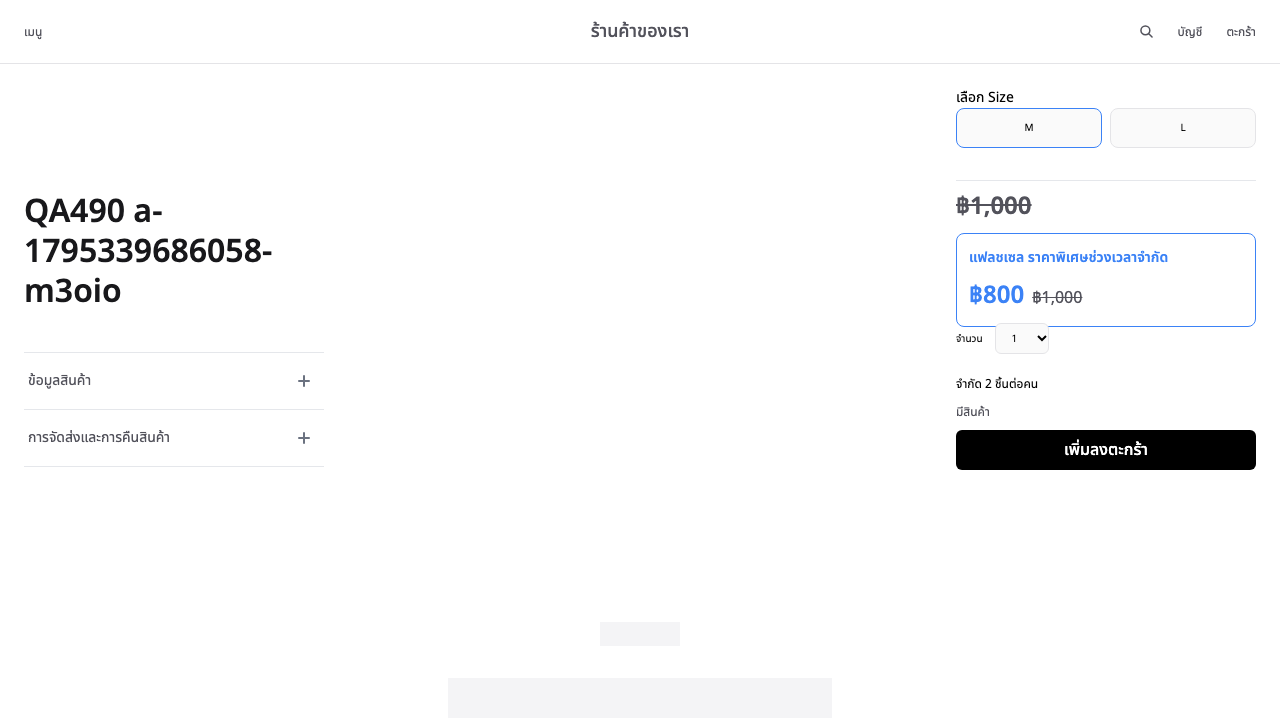 เมนู
ร้านค้าของเรา
บัญชี
ตะกร้า
QA490 a-
1795339686058-
m3oio
ข้อมูลสินค้า
การจัดส่งและการคืนสินค้า
เลือก Size
M
L
฿1,000
แฟลชเซล ราคาพิเศษช่วงเวลาจำกัด
฿800 ฿1,000
จำนวน 1
จำกัด 2 ชิ้นต่อคน
มีสินค้า
เพิ่มลงตะกร้า